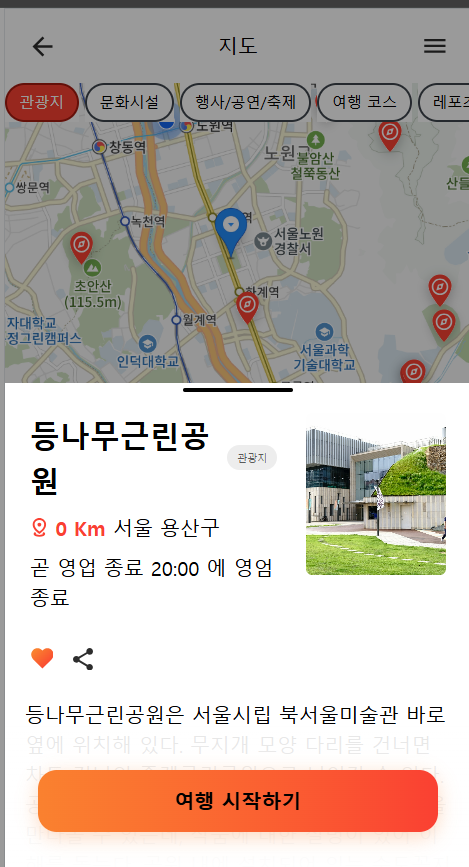 지도
관광지 문화시설 행사/공연/축제 여행 코스 레포츠
노원역
창동역
노원구
불암산
철쭉동산
쌍문역
녹천역
서울노원
경찰서
초안산
(115.5m)
하계역
자대학교
정그린캠퍼스
월계역
인덕대학교
서울과학
기술대학교
등나무근린공
원
관광지
0 Km 서울 용산구
곧 영업 종료 20:00 에 영엄
종료
등나무근린공원은 서울시립 북서울미술관 바로
옆에 위치해 있다. 무지개 모양 다리를 건너면
여행 시작하기